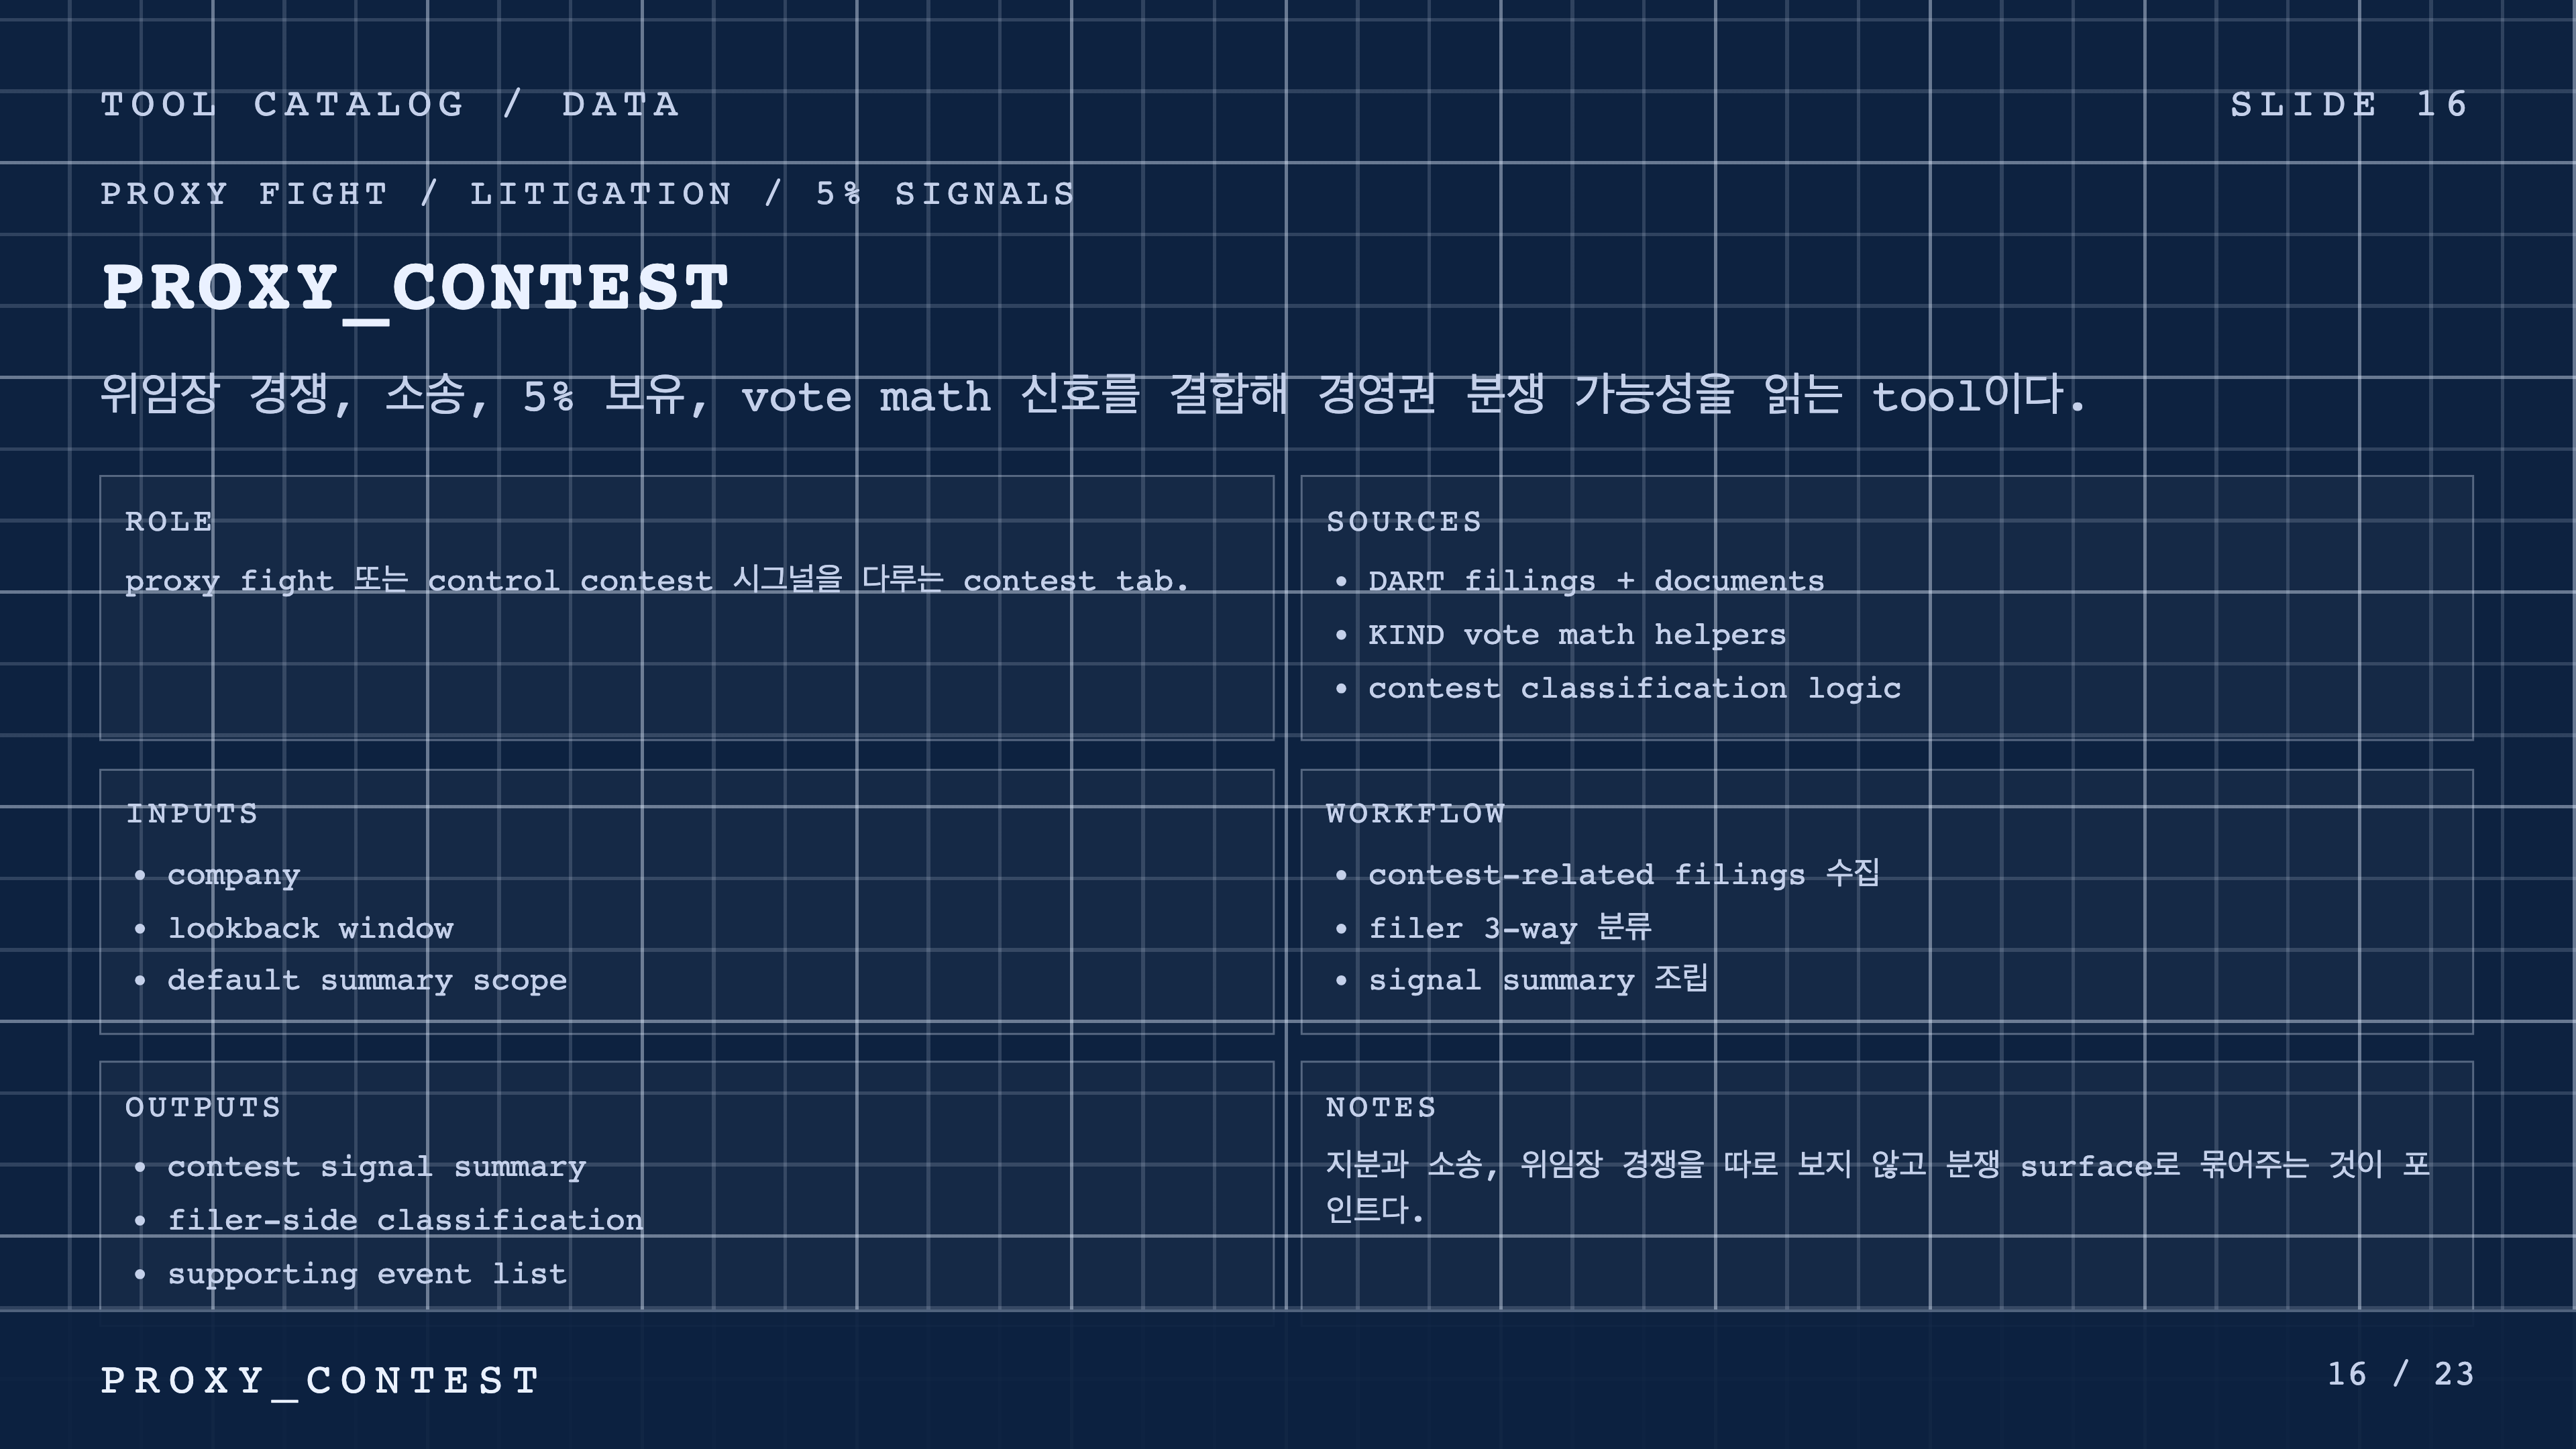 TOOL CATALOG / DATA
SLIDE 16
PROXY FIGHT / LITIGATION / 5% SIGNALS
PROXY_CONTEST
위임장 경쟁, 소송, 5% 보유, vote math 신호를 결합해 경영권 분쟁 가능성을 읽는 tool이다.
ROLE
proxy fight 또는 control contest 시그널을 다루는 contest tab.
SOURCES
• DART filings + documents
• KIND vote math helpers
• contest classification logic
INPUTS
• company
• lookback window
• default summary scope
WORKFLOW
• contest-related filings 수집
• filer 3-way 분류
• signal summary 조립
OUTPUTS
• contest signal summary
• filer-side classification
• supporting event list
NOTES
지분과 소송, 위임장 경쟁을 따로 보지 않고 분쟁 surface로 묶어주는 것이 포
인트다.
PROXY_CONTEST
16 / 23